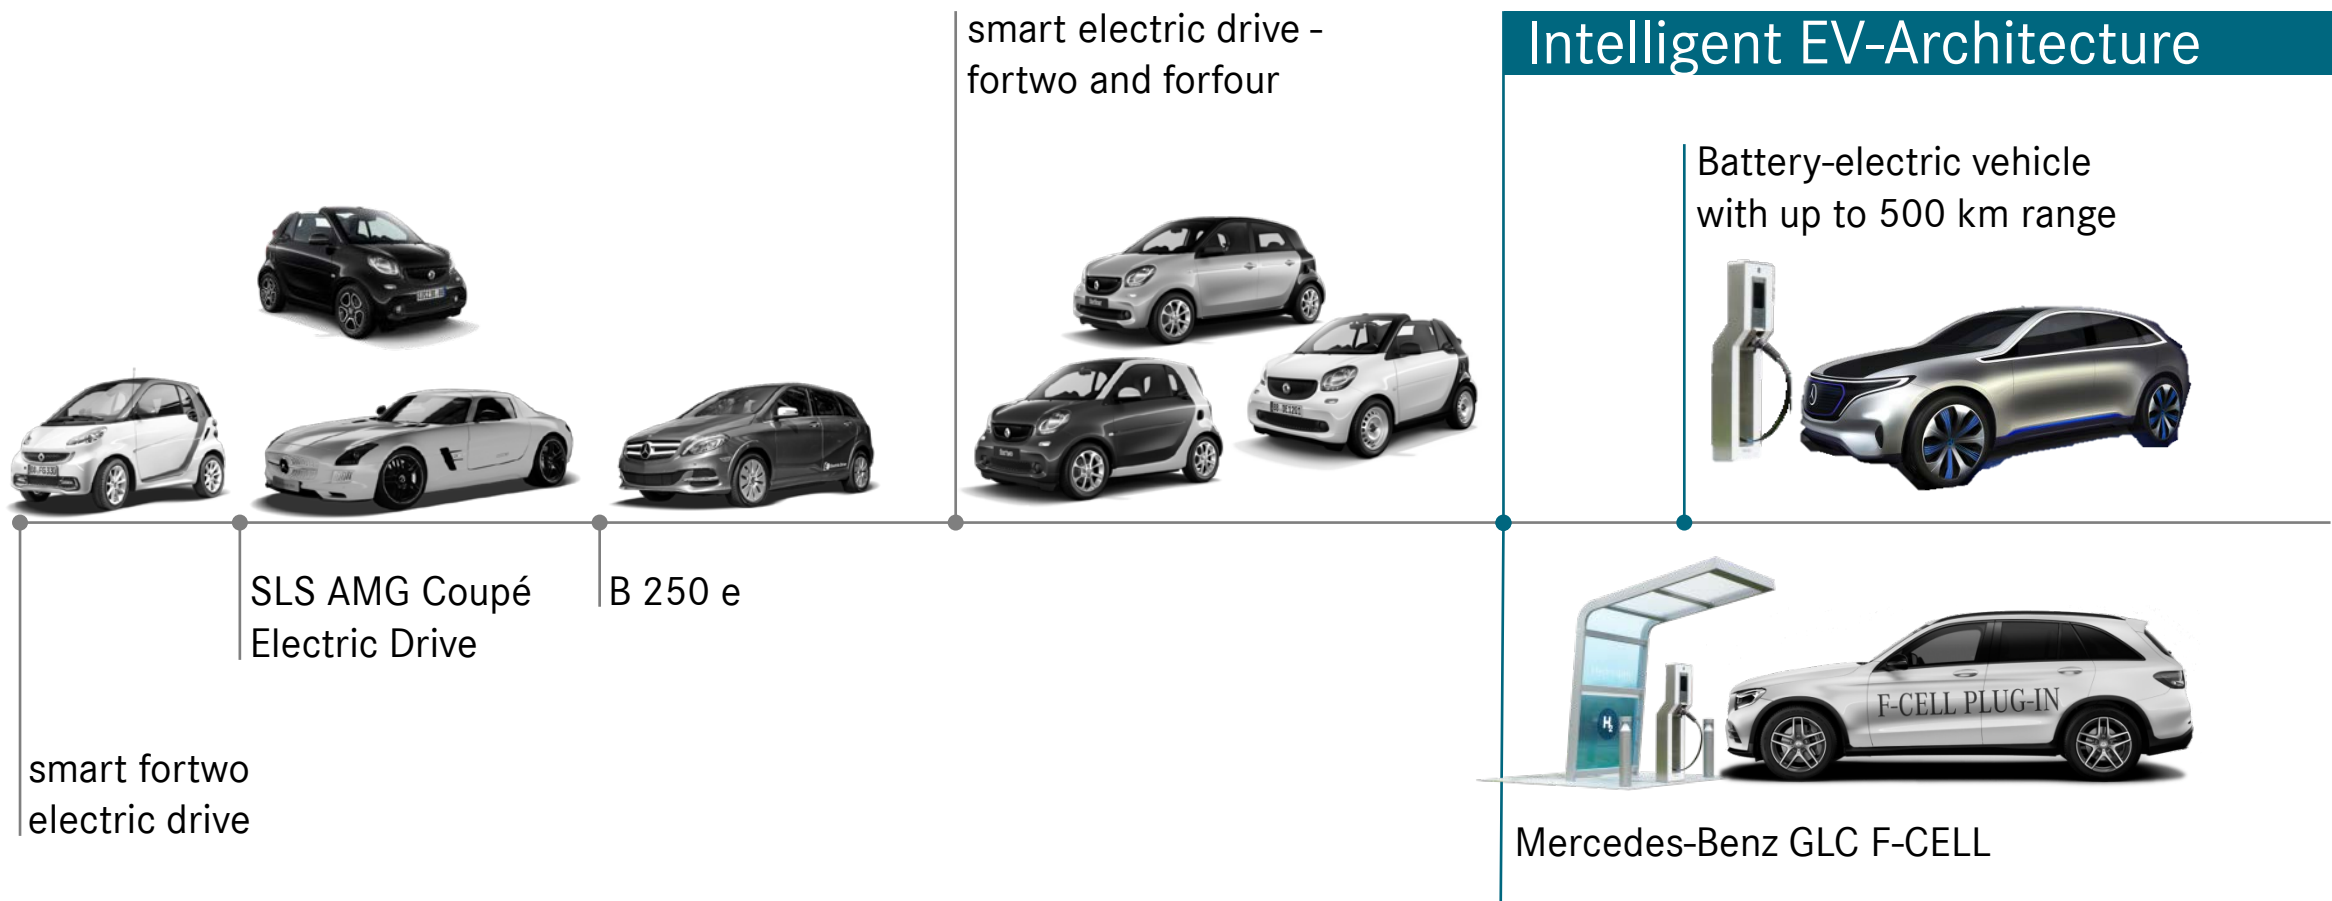 smart electric drive -
fortwo and forfour
Intelligent EV-Architecture
Battery-electric vehicle
with up to 500 km range
SLS AMG Coupé
Electric Drive
B 250 e
smart fortwo
electric drive
H2
F-CELL PLUG-IN
Mercedes-Benz GLC F-CELL